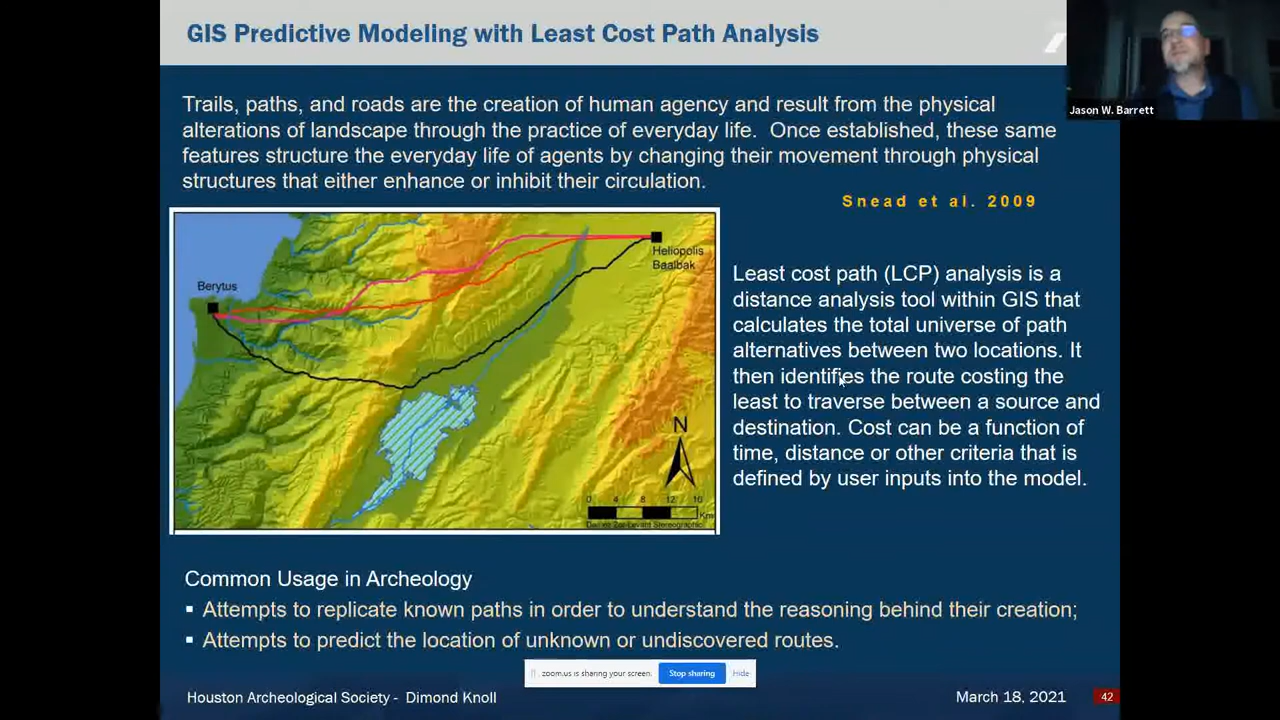 GIS Predictive Modeling with Least Cost Path Analysis
Jason W. Barrett
Trails, paths, and roads are the creation of human agency and result from the physical
alterations of landscape through the practice of everyday life. Once established, these same
features structure the everyday life of agents by changing their movement through physical
structures that either enhance or inhibit their circulation.
Snead et al. 2009
Berytus
Heliopolis
Baalbak
N
0 4 8 12 16
Km
Least cost path (LCP) analysis is a
distance analysis tool within GIS that
calculates the total universe of path
alternatives between two locations. It
then identifies the route costing the
least to traverse between a source and
destination. Cost can be a function of
time, distance or other criteria that is
defined by user inputs into the model.
Common Usage in Archeology
▪ Attempts to replicate known paths in order to understand the reasoning behind their creation;
▪ Attempts to predict the location of unknown or undiscovered routes.
zoom.us is sharing your screen. Stop sharing Hide
Houston Archeological Society - Dimond Knoll
March 18, 2021 42